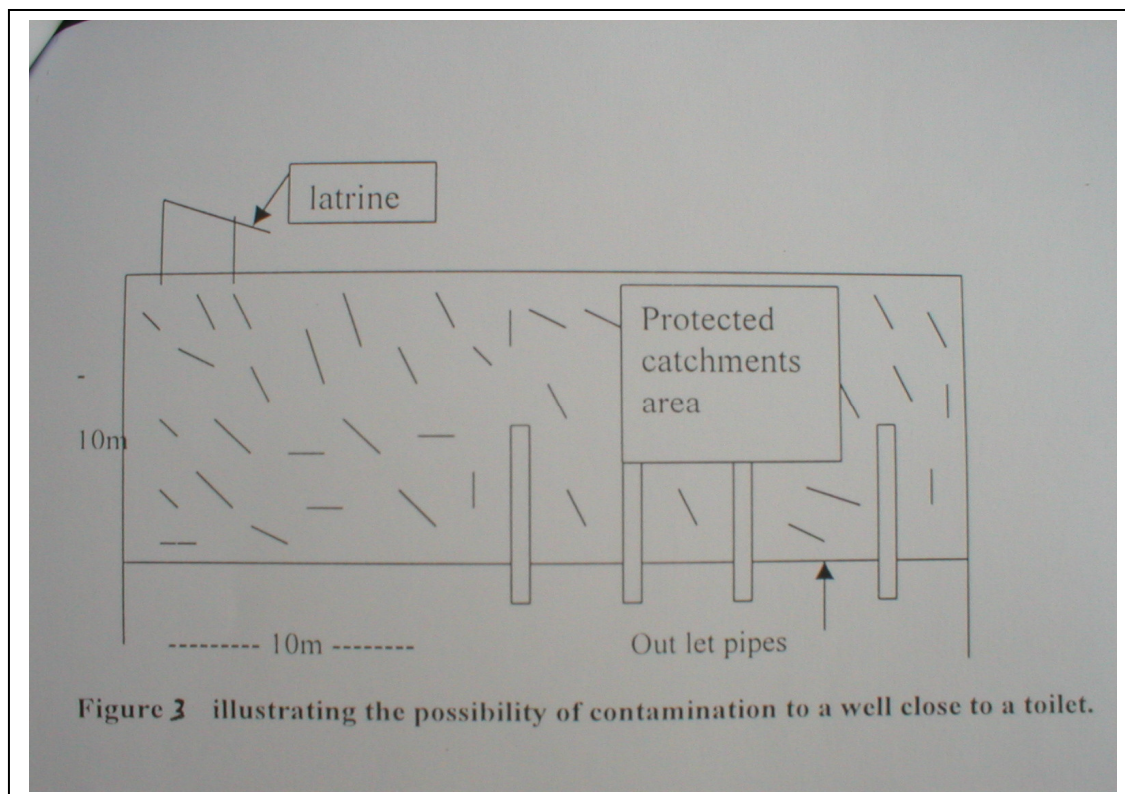 latrine
Protected
catchments
area
-
10m
--------- 10m --------
Out let pipes
Figure 3 illustrating the possibility of contamination to a well close to a toilet.